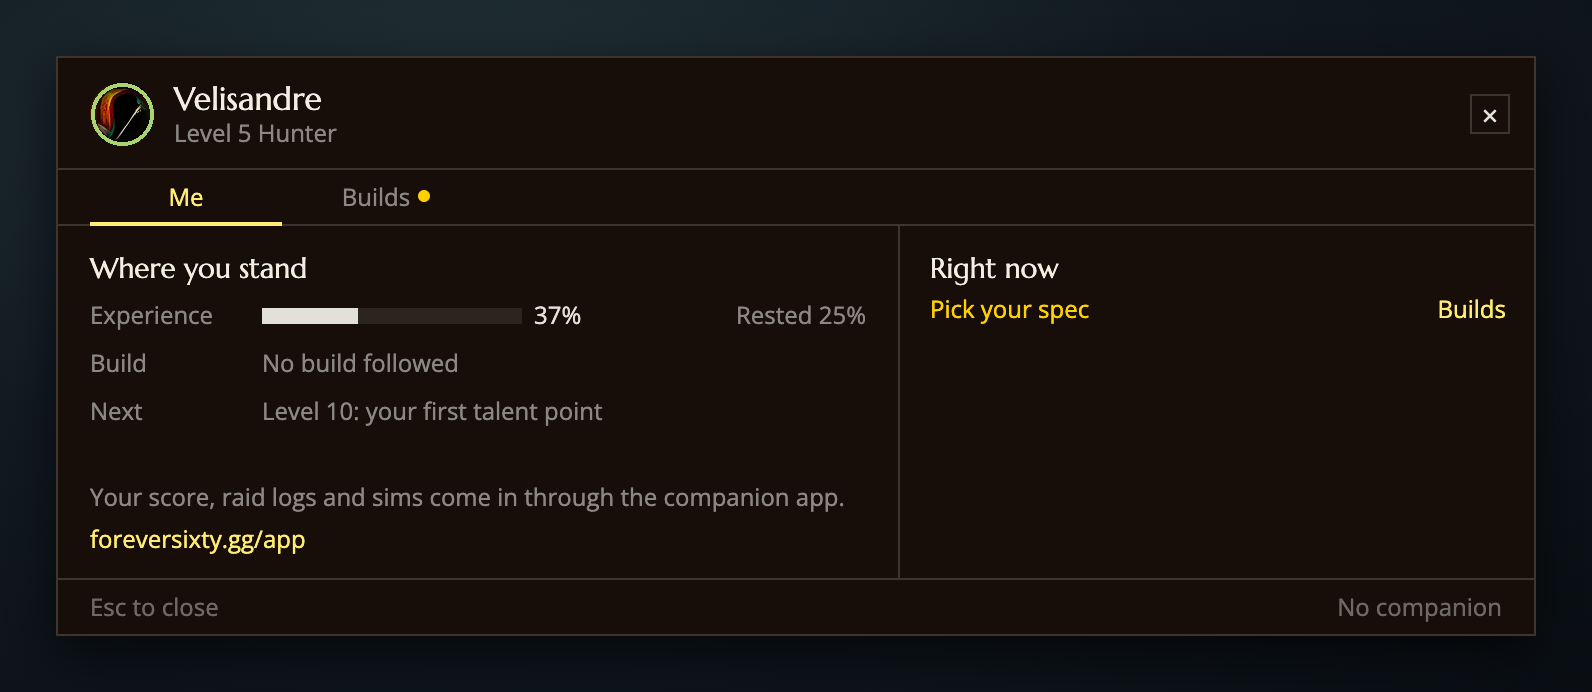 Velisandre
Level 5 Hunter
×
Me
Builds
Where you stand
Experience
37%
Rested 25%
Build
No build followed
Next
Level 10: your first talent point
Your score, raid logs and sims come in through the companion app.
foreversixty.gg/app
Right now
Pick your spec
Builds
Esc to close
No companion